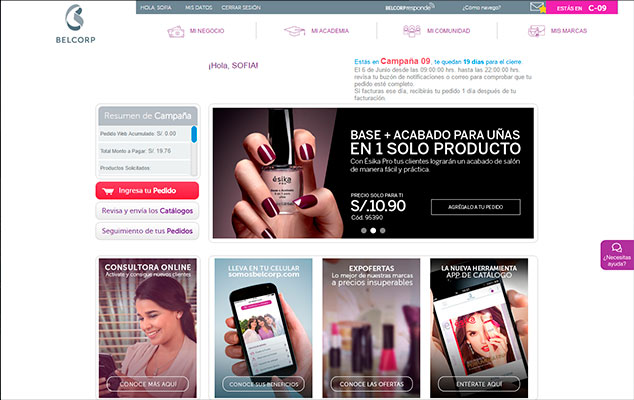 HOLA, SOFIA MIS DATOS CERRAR SESIÓN BELCORPresponde ¿Cómo navego? ESTÁS EN C-09
BELCORP
MI NEGOCIO MI ACADEMIA MI COMUNIDAD MIS MARCAS
¡Hola, SOFIA!
Estás en Campaña 09, te quedan 19 días para el cierre
El 6 de Junio desde las 09:00:00 hrs. hasta las 22:00:00 hrs.
revisa tu buzón de notificaciones o correo para comprobar que tu
pedido esté completo.
Si facturas ese día, recibirás tu pedido 1 día después de tu
facturación.
Resumen de Campaña
Pedido Web Acumulado: S/. 0.00
Total Monto a Pagar: S/. 19.76
Productos Solicitados
Ingresa tu Pedido
Revisa y envía los Catálogos
Seguimiento de tus Pedidos
ésika
BASE + ACABADO PARA UÑAS
EN 1 SOLO PRODUCTO
Con Ésika Pro tus clientes lograrán un acabado de salón
de manera fácil y práctica.
PRECIO SOLO PARA TI
S/.10.90
Cód. 95390
AGRÉGALO A TU PEDIDO
¿Necesitas
ayuda?
CONSULTORA ONLINE
Actívate y consigue nuevos clientes
CONOCE MÁS AQUÍ
LLEVA EN TU CELULAR
somosbelcorp.com
CONOCE SUS BENEFICIOS
EXPOFERTAS
Lo mejor de nuestras marcas
a precios insuperables
CONOCE LAS OFERTAS
LA NUEVA HERRAMIENTA
APP DE CATÁLOGO
ENTÉRATE AQUÍ